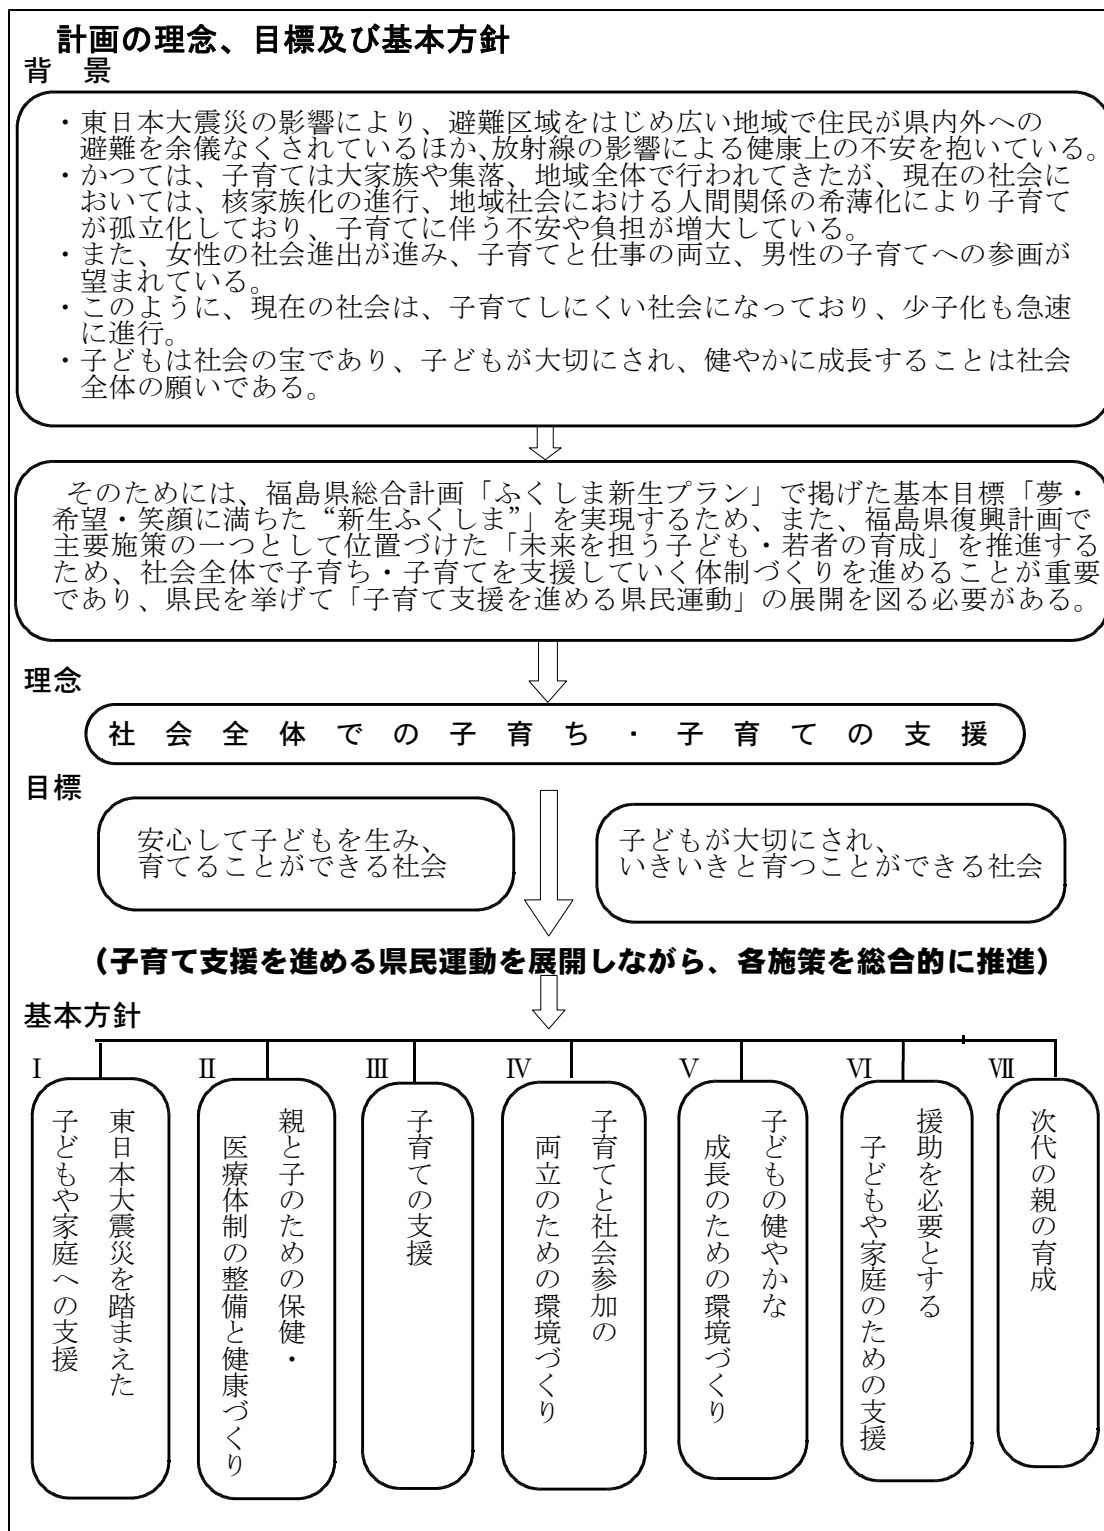 計画の理念、目標及び基本方針
背　景
・東日本大震災の影響により、避難区域をはじめ広い地域で住民が県内外への
避難を余儀なくされているほか、放射線の影響による健康上の不安を抱いている。
・かつては、子育ては大家族や集落、地域全体で行われてきたが、現在の社会に
おいては、核家族化の進行、地域社会における人間関係の希薄化により子育て
が孤立化しており、子育てに伴う不安や負担が増大している。
・また、女性の社会進出が進み、子育てと仕事の両立、男性の子育てへの参画が
望まれている。
・このように、現在の社会は、子育てしにくい社会になっており、少子化も急速
に進行。
・子どもは社会の宝であり、子どもが大切にされ、健やかに成長することは社会
全体の願いである。
そのためには、福島県総合計画「ふくしま新生プラン」で掲げた基本目標「夢・
希望・笑顔に満ちた“新生ふくしま”」を実現するため、また、福島県復興計画で
主要施策の一つとして位置づけた「未来を担う子ども・若者の育成」を推進する
ため、社会全体で子育ち・子育てを支援していく体制づくりを進めることが重要
であり、県民を挙げて「子育て支援を進める県民運動」の展開を図る必要がある。
理念
社会全体での子育ち・子育ての支援
目標
安心して子どもを生み、
育てることができる社会
子どもが大切にされ、
いきいきと育つことができる社会
（子育て支援を進める県民運動を展開しながら、各施策を総合的に推進）
基本方針
Ⅰ
東日本大震災を踏まえた
子どもや家庭への支援
Ⅱ
親と子のための保健・
医療体制の整備と健康づくり
Ⅲ
子育ての支援
Ⅳ
子育てと社会参加の
両立のための環境づくり
Ⅴ
子どもの健やかな
成長のための環境づくり
Ⅵ
援助を必要とする
子どもや家庭のための支援
Ⅶ
次代の親の育成